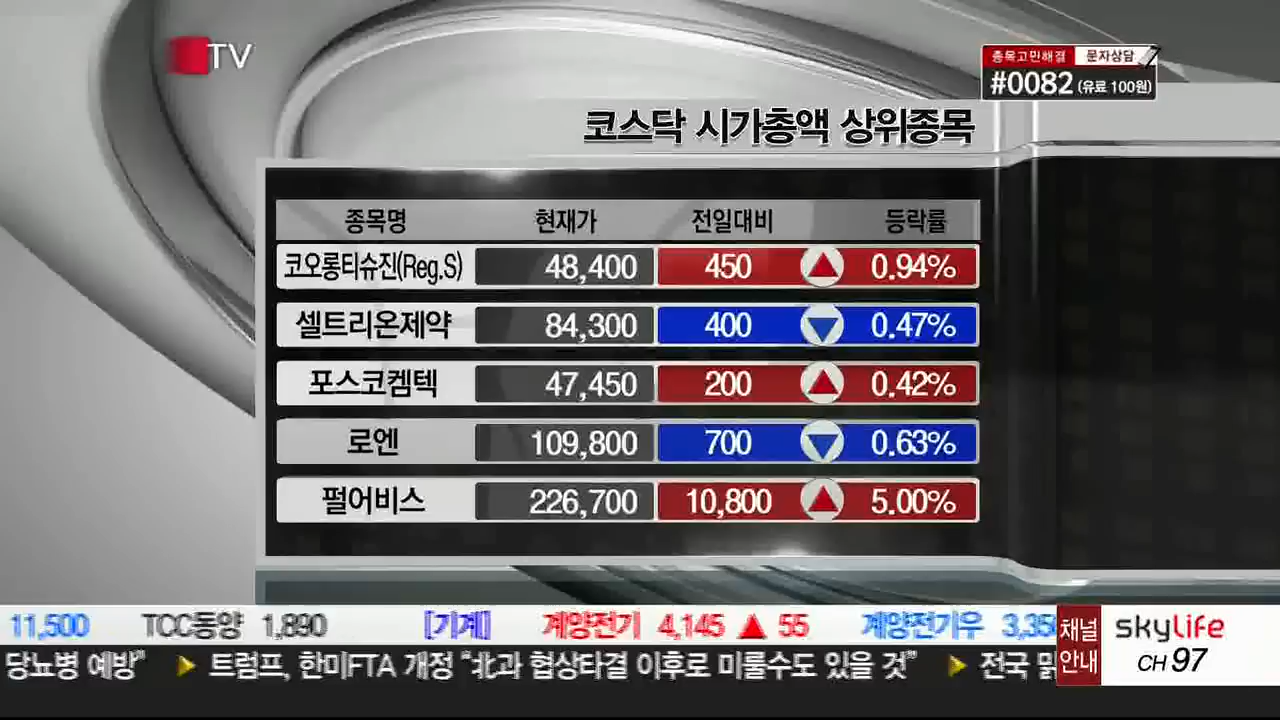 TV
종목고민해결 문자상담
#0082 (유료 100원)
코스닥 시가총액 상위종목
종목명 현재가 전일대비 등락률
코오롱티슈진(Reg.S) 48,400 450 ▲ 0.94%
셀트리온제약 84,300 400 ▼ 0.47%
포스코켐텍 47,450 200 ▲ 0.42%
로엔 109,800 700 ▼ 0.63%
펄어비스 226,700 10,800 ▲ 5.00%
11,500 TCC동양 1,890 [기계] 계양전기 4,145 ▲ 55 계양전기우
당뇨병 예방" ▶ 트럼프, 한미FTA 개정 "北과 협상타결 이후로 미룰수도 있을 것" ▶ 전국
채널안내
skylife
CH 97